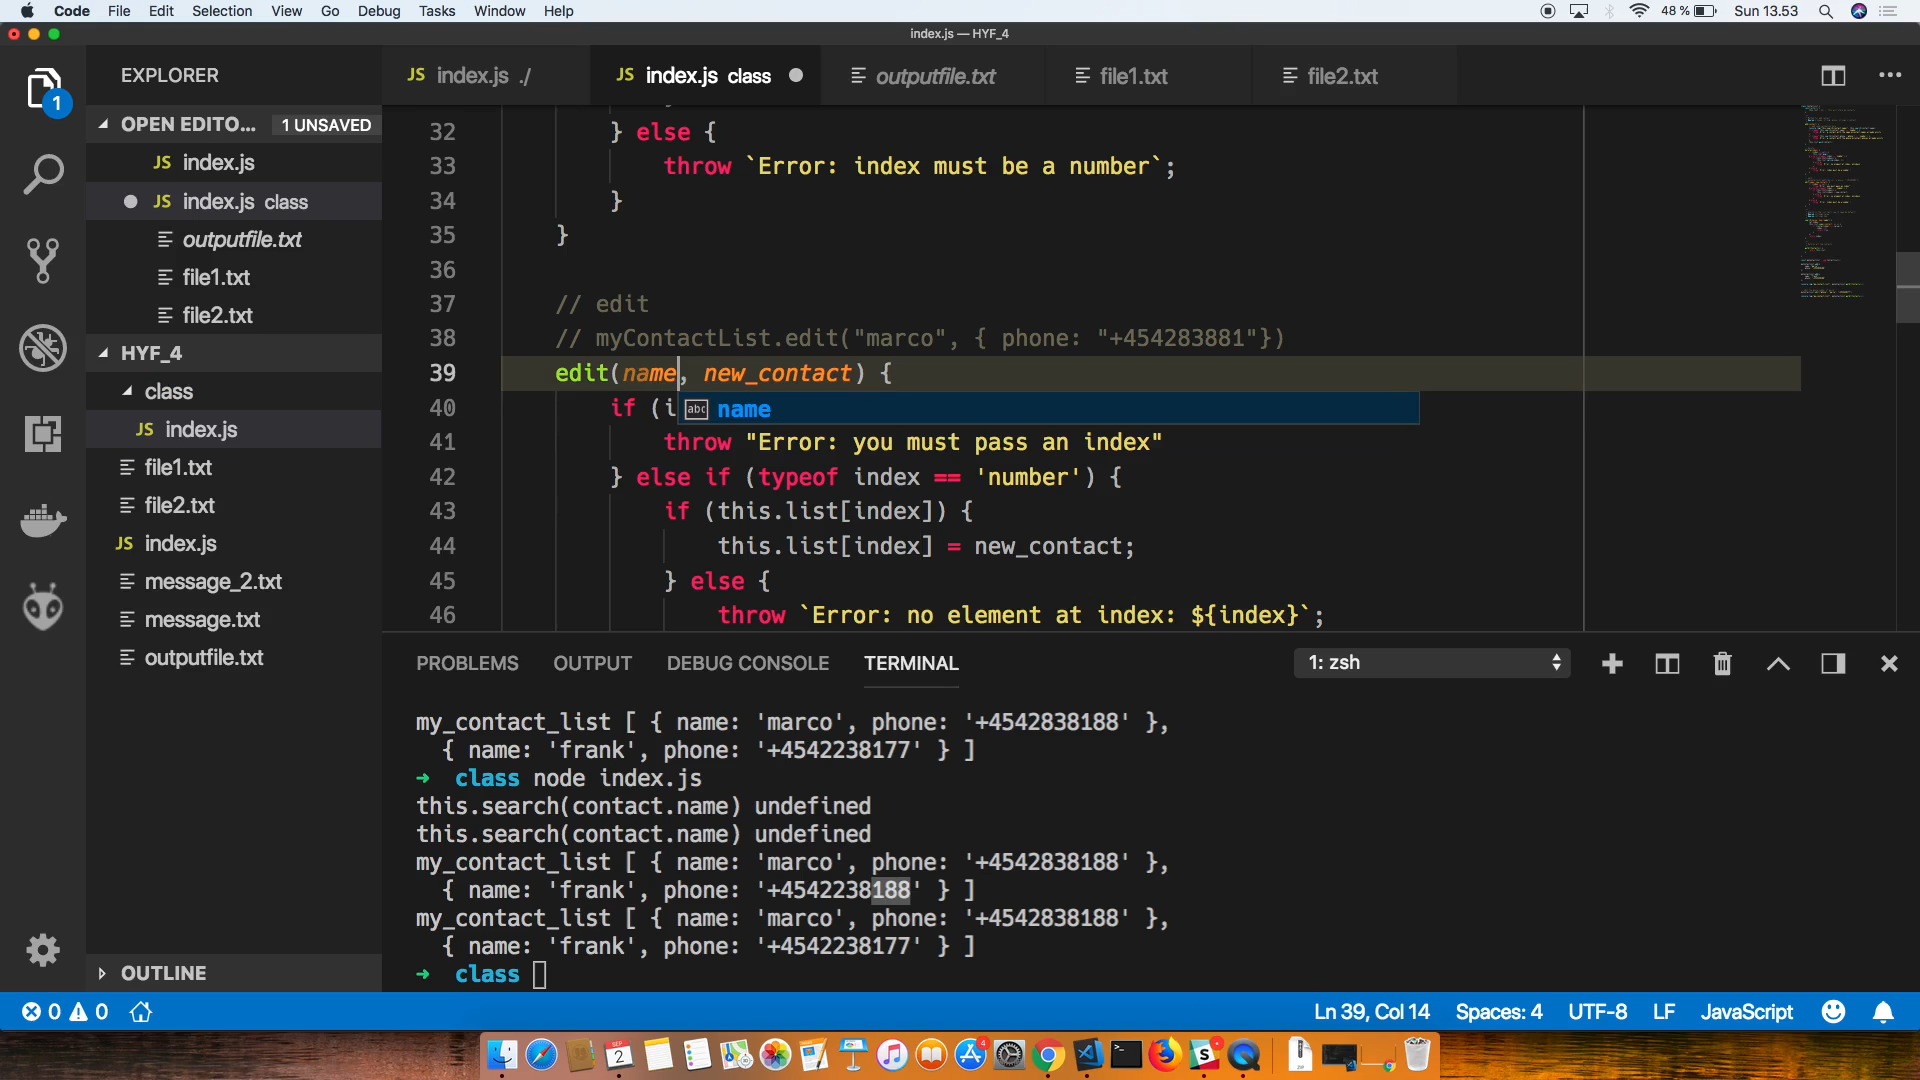 Code File Edit Selection View Go Debug Tasks Window Help 48 % Sun 13.53
index.js — HYF_4
EXPLORER
JS index.js ./
JS index.js class
outputfile.txt
file1.txt
file2.txt
1
OPEN EDITO... 1 UNSAVED
JS index.js
JS index.js class
outputfile.txt
file1.txt
file2.txt
HYF_4
class
JS index.js
file1.txt
file2.txt
JS index.js
message_2.txt
message.txt
outputfile.txt
OUTLINE
32 } else {
33 throw `Error: index must be a number`;
34 }
35 }
36
37 // edit
38 // myContactList.edit("marco", { phone: "+454283881"})
39 edit(name, new_contact) {
40 if (i
abc name
41 throw "Error: you must pass an index"
42 } else if (typeof index == 'number') {
43 if (this.list[index]) {
44 this.list[index] = new_contact;
45 } else {
46 throw `Error: no element at index: ${index}`;
PROBLEMS OUTPUT DEBUG CONSOLE TERMINAL 1: zsh
my_contact_list [ { name: 'marco', phone: '+4542838188' },
{ name: 'frank', phone: '+4542238177' } ]
➜ class node index.js
this.search(contact.name) undefined
this.search(contact.name) undefined
my_contact_list [ { name: 'marco', phone: '+4542838188' },
{ name: 'frank', phone: '+4542238188' } ]
my_contact_list [ { name: 'marco', phone: '+4542838188' },
{ name: 'frank', phone: '+4542238177' } ]
➜ class
0 0 Ln 39, Col 14 Spaces: 4 UTF-8 LF JavaScript
SEP
2
4